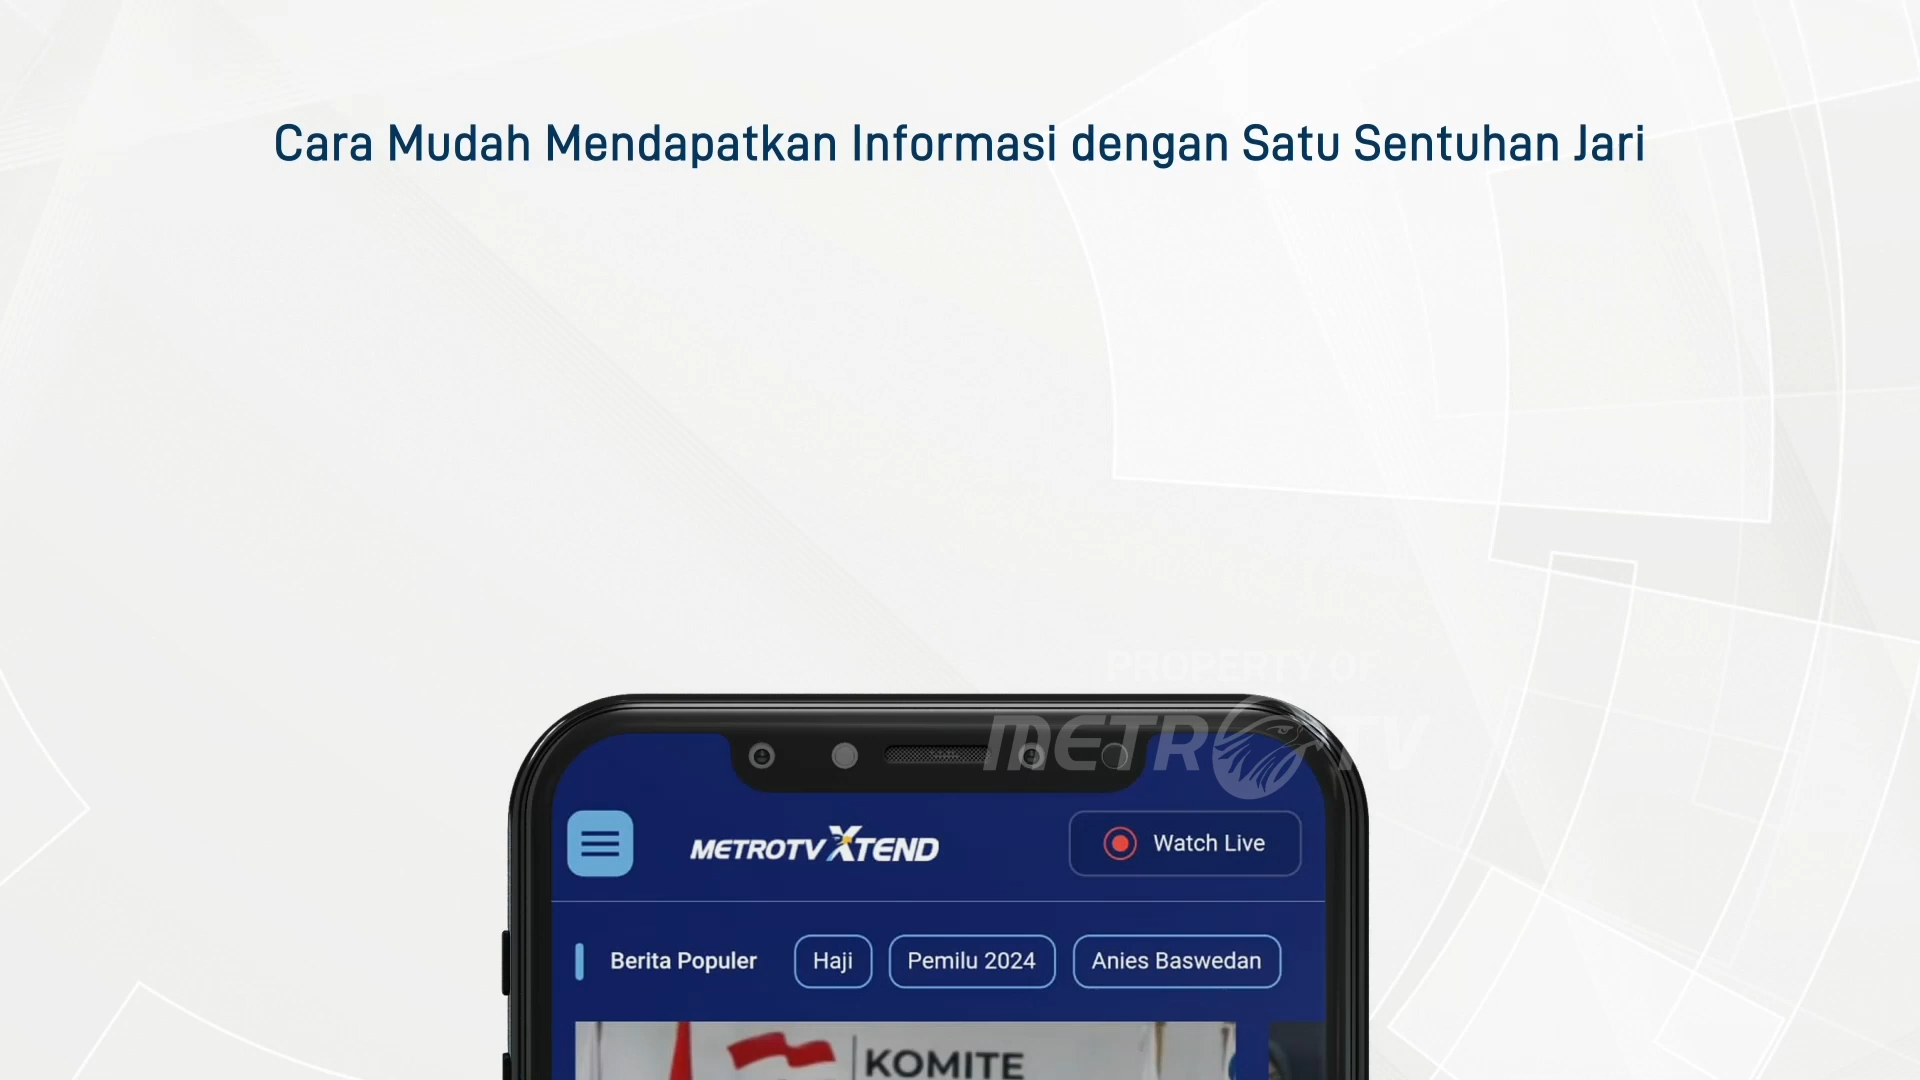 Cara Mudah Mendapatkan Informasi dengan Satu Sentuhan Jari
PROPERTY OF
METRO TV
METROTV XTEND
Watch Live
Berita Populer
Haji
Pemilu 2024
Anies Baswedan
KOMITE